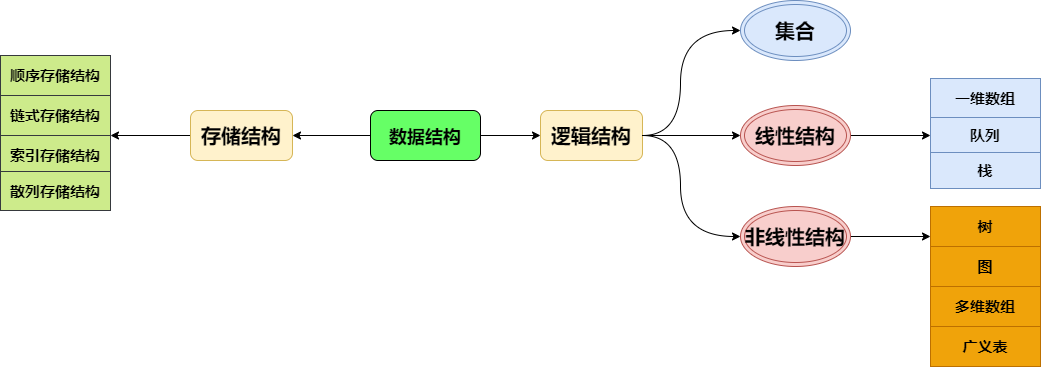 顺序存储结构
链式存储结构
索引存储结构
散列存储结构
存储结构
数据结构
逻辑结构
集合
线性结构
非线性结构
一维数组
队列
栈
树
图
多维数组
广义表